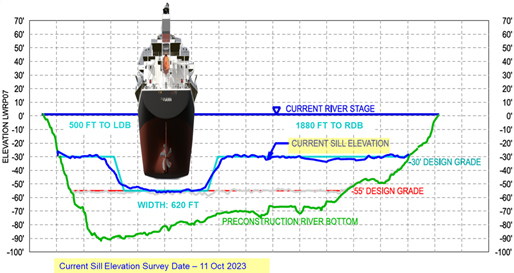 70'
60'
50'
40'
30'
20'
10'
0'
-10'
-20'
-30'
-40'
-50'
-60'
-70'
-80'
-90'
-100'
ELEVATION LWRP07
CURRENT RIVER STAGE
500 FT TO LDB
1880 FT TO RDB
CURRENT SILL ELEVATION
-30' DESIGN GRADE
-55' DESIGN GRADE
WIDTH: 620 FT
PRECONSTRUCTION RIVER BOTTOM
Current Sill Elevation Survey Date – 11 Oct 2023